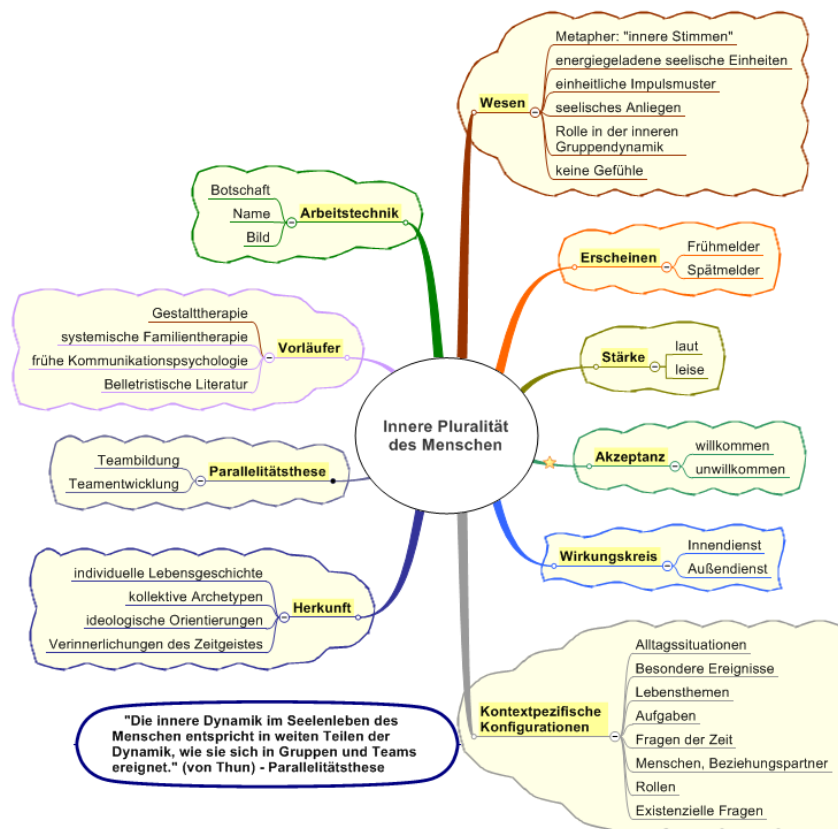 Innere Pluralität
des Menschen
Wesen
Metapher: "innere Stimmen"
energiegeladene seelische Einheiten
einheitliche Impulsmuster
seelisches Anliegen
Rolle in der inneren
Gruppendynamik
keine Gefühle
Erscheinen
Frühmelder
Spätmelder
Stärke
laut
leise
Akzeptanz
willkommen
unwillkommen
Wirkungskreis
Innendienst
Außendienst
Kontextpezifische
Konfigurationen
Alltagssituationen
Besondere Ereignisse
Lebensthemen
Aufgaben
Fragen der Zeit
Menschen, Beziehungspartner
Rollen
Existenzielle Fragen
Arbeitstechnik
Botschaft
Name
Bild
Vorläufer
Gestalttherapie
systemische Familientherapie
frühe Kommunikationspsychologie
Belletristische Literatur
Parallelitätsthese
Teambildung
Teamentwicklung
Herkunft
individuelle Lebensgeschichte
kollektive Archetypen
ideologische Orientierungen
Verinnerlichungen des Zeitgeistes
"Die innere Dynamik im Seelenleben des
Menschen entspricht in weiten Teilen der
Dynamik, wie sie sich in Gruppen und Teams
ereignet." (von Thun) - Parallelitätsthese